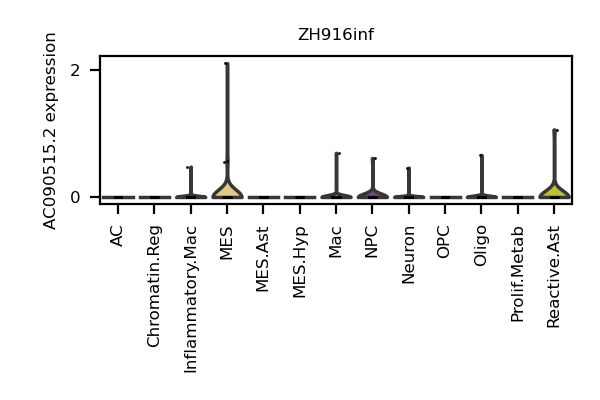 ZH916inf
AC090515.2 expression
2
0
AC
Chromatin.Reg
Inflammatory.Mac
MES
MES.Ast
MES.Hyp
Mac
NPC
Neuron
OPC
Oligo
Prolif.Metab
Reactive.Ast